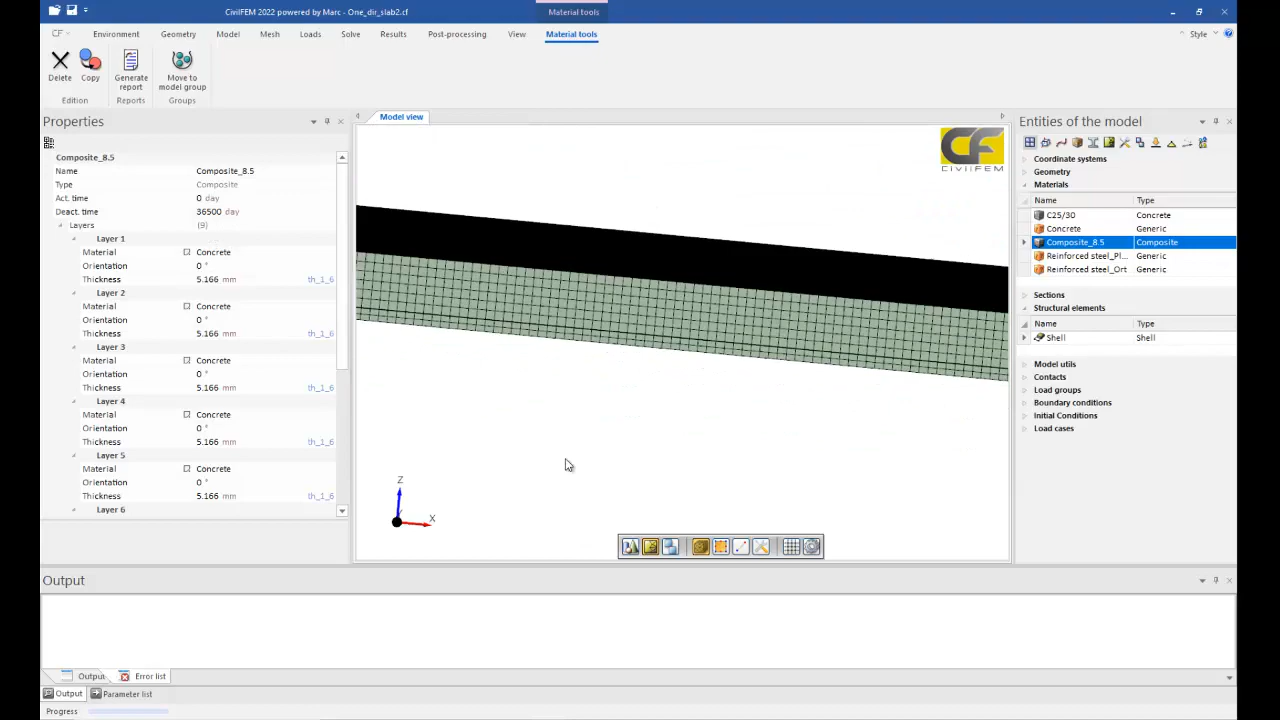 CivilFEM 2022 powered by Marc - One_dir_slab2.cf
Material tools
CF
Environment
Geometry
Model
Mesh
Loads
Solve
Results
Post-processing
View
Material tools
Style
Delete
Copy
Generate report
Move to model group
Edition
Reports
Groups
Properties
Composite_8.5
Name Composite_8.5
Type Composite
Act. time 0 day
Deact. time 36500 day
Layers (9)
Layer 1
Material Concrete
Orientation 0 °
Thickness 5.166 mm th_1_6
Layer 2
Material Concrete
Orientation 0 °
Thickness 5.166 mm th_1_6
Layer 3
Material Concrete
Orientation 0 °
Thickness 5.166 mm th_1_6
Layer 4
Material Concrete
Orientation 0 °
Thickness 5.166 mm th_1_6
Layer 5
Material Concrete
Orientation 0 °
Thickness 5.166 mm th_1_6
Layer 6
Model view
CF
CIVILFEM
Z
X
Entities of the model
Coordinate systems
Geometry
Materials
Name Type
C25/30 Concrete
Concrete Generic
Composite_8.5 Composite
Reinforced steel_Pl... Generic
Reinforced steel_Ort Generic
Sections
Structural elements
Name Type
Shell Shell
Model utils
Contacts
Load groups
Boundary conditions
Initial Conditions
Load cases
Output
Output
Error list
Output
Parameter list
Progress